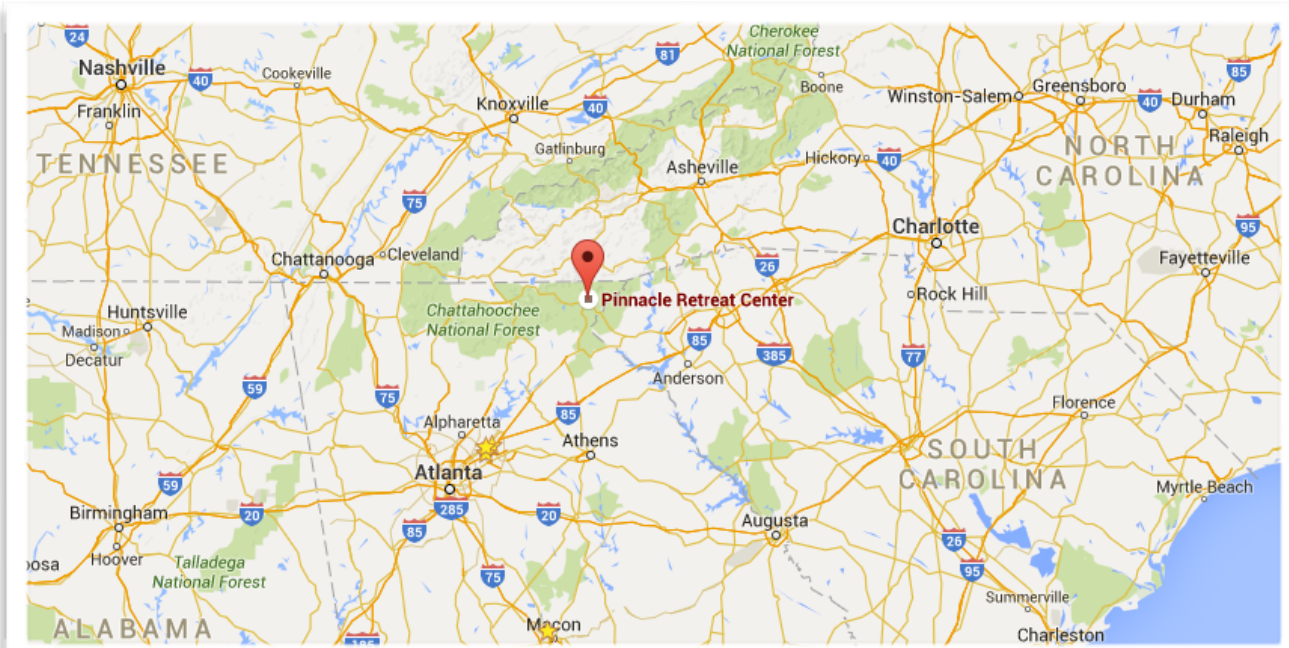 Cherokee
National Forest
24
81
Nashville
40
Cookeville
85
Boone
Winston-Salem
Greensboro
40
Durham
Franklin
Knoxville
40
Raleigh
TENNESSEE
Gatlinburg
Asheville
Hickory
40
NORTH
CAROLINA
75
95
Charlotte
Chattanooga
Cleveland
26
Fayetteville
Pinnacle Retreat Center
Rock Hill
Huntsville
Chattahoochee
National Forest
Madison
Decatur
85
385
77
59
75
Anderson
Florence
85
Alpharetta
Athens
Atlanta
SOUTH
CAROLINA
59
Myrtle Beach
285
20
20
Birmingham
85
Augusta
26
Hoover
osa
Talladega
National Forest
75
95
Summerville
ALABAMA
Macon
185
Charleston